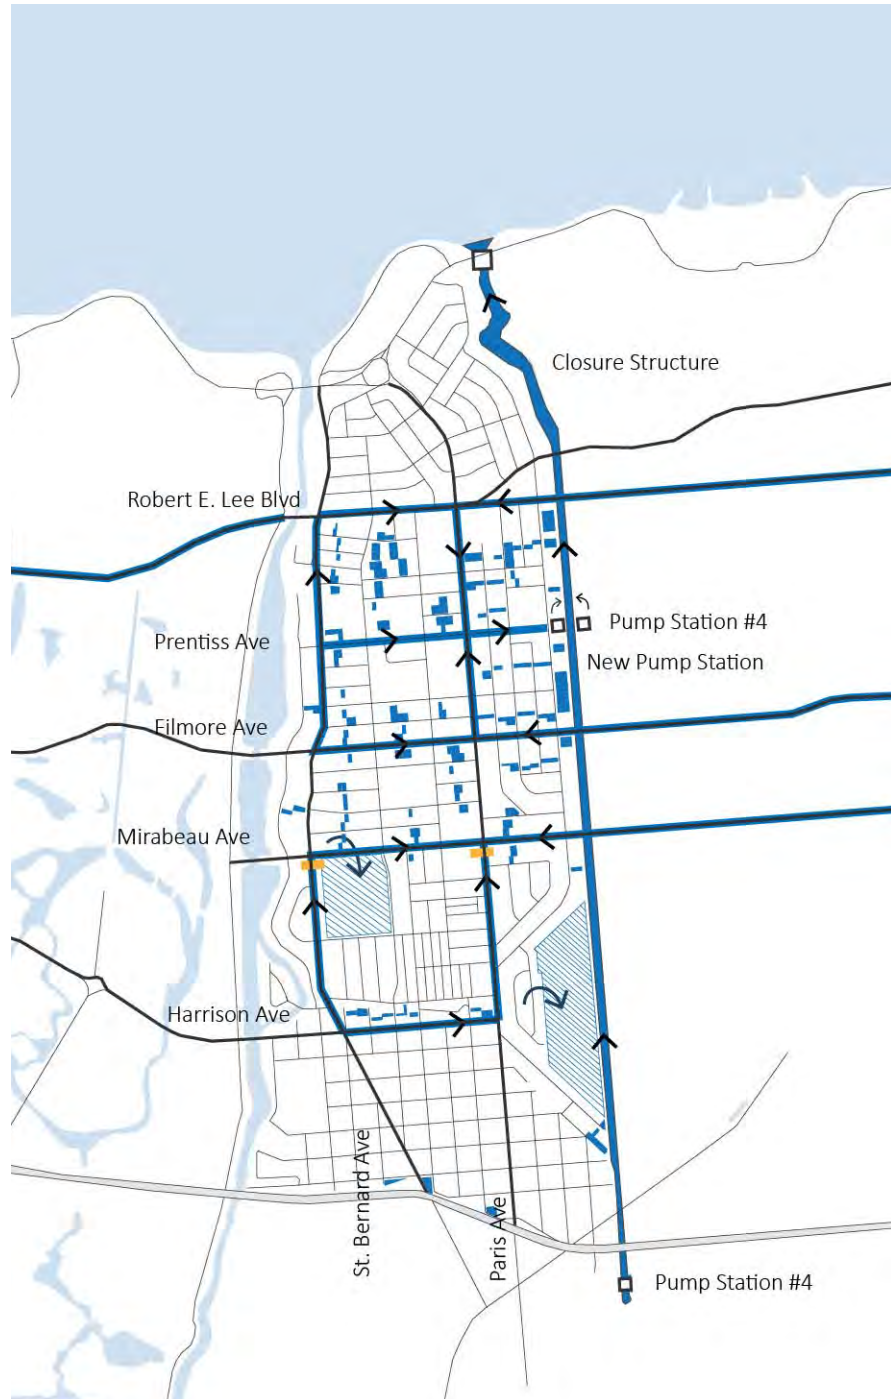 Closure Structure
Robert E. Lee Blvd
Pump Station #4
Prentiss Ave
New Pump Station
Filmore Ave
Mirabeau Ave
Harrison Ave
St. Bernard Ave
Paris Ave
Pump Station #4